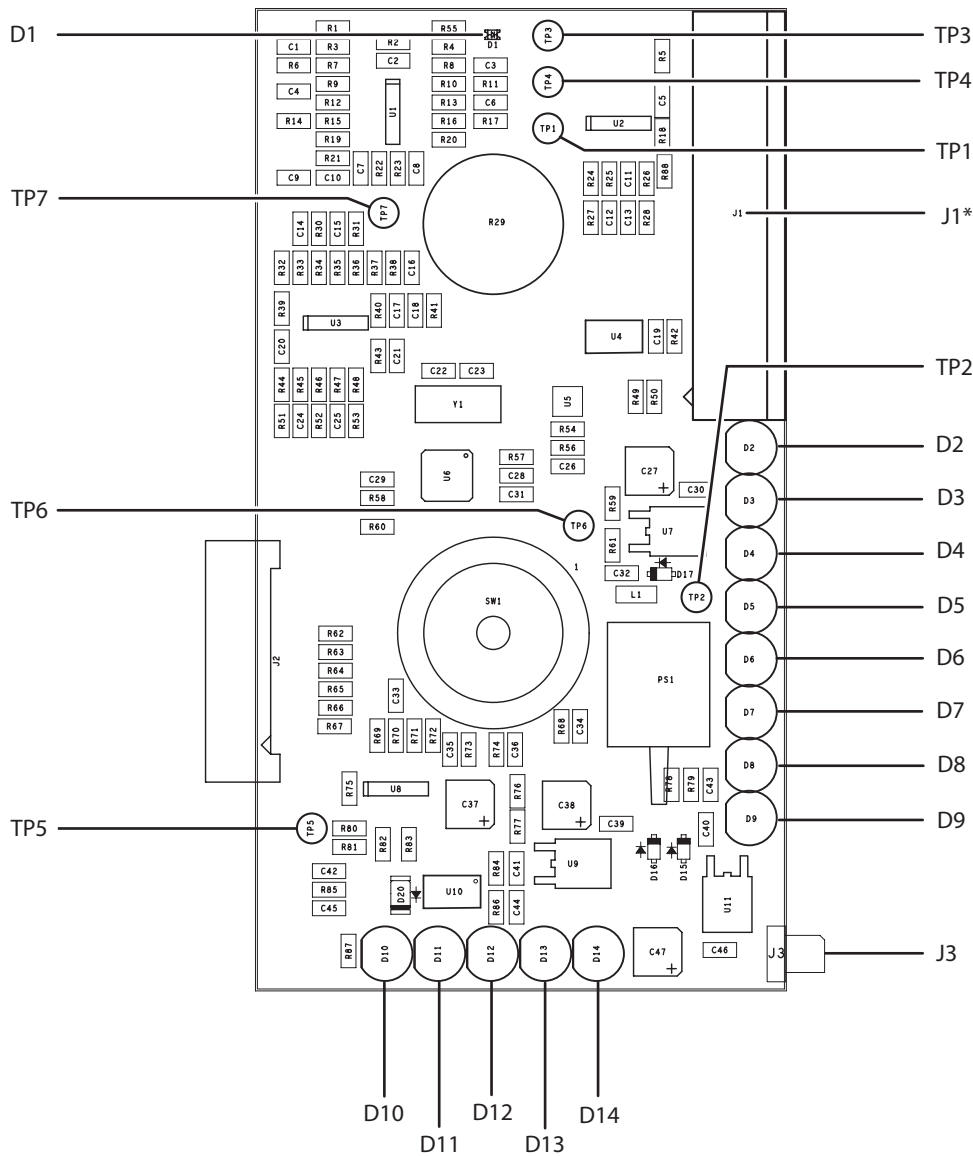 D1
R1
R55
D1
TP3
TP3
C1
R3
R2
R4
R5
R6
R7
C2
R8
C3
TP4
TP4
C4
R9
R10
R11
R12
U1
R13
C6
C5
R14
R15
R16
R17
TP1
U2
R18
TP1
R19
R20
R21
C7
R22
R23
C8
R88
C9
C10
R24
R25
C11
R26
TP7
TP7
R29
R27
C12
C13
R28
J1
J1*
C14
R30
C15
R31
R32
R33
R34
R35
R36
R37
R38
C16
R39
U3
R40
C17
C18
R41
U4
C19
R42
C20
R43
C21
TP2
R44
R45
R46
R47
R48
C22
C23
Y1
U5
R49
R50
R51
C24
R52
C25
R53
R54
R56
D2
D2
C29
U6
R57
C28
C26
C27
C30
R58
C31
R59
D3
D3
TP6
R60
TP6
U7
R61
D4
D4
1
C32
D17
L1
TP2
D5
D5
SW1
R62
R63
J2
R64
R65
R66
R67
C33
PS1
D6
D6
R69
R70
R71
R72
C35
R73
R74
C36
R68
C34
D7
D7
R75
U8
C37
R76
C38
R78
R79
C43
D8
D8
TP5
TP5
R80
R81
R82
R83
R77
C39
C40
D9
D9
C42
R85
C45
D20
U10
R84
C41
U9
D16
D15
R86
C44
U11
R87
D10
D11
D12
D13
D14
C47
C46
J3
J3
D10
D12
D14
D11
D13